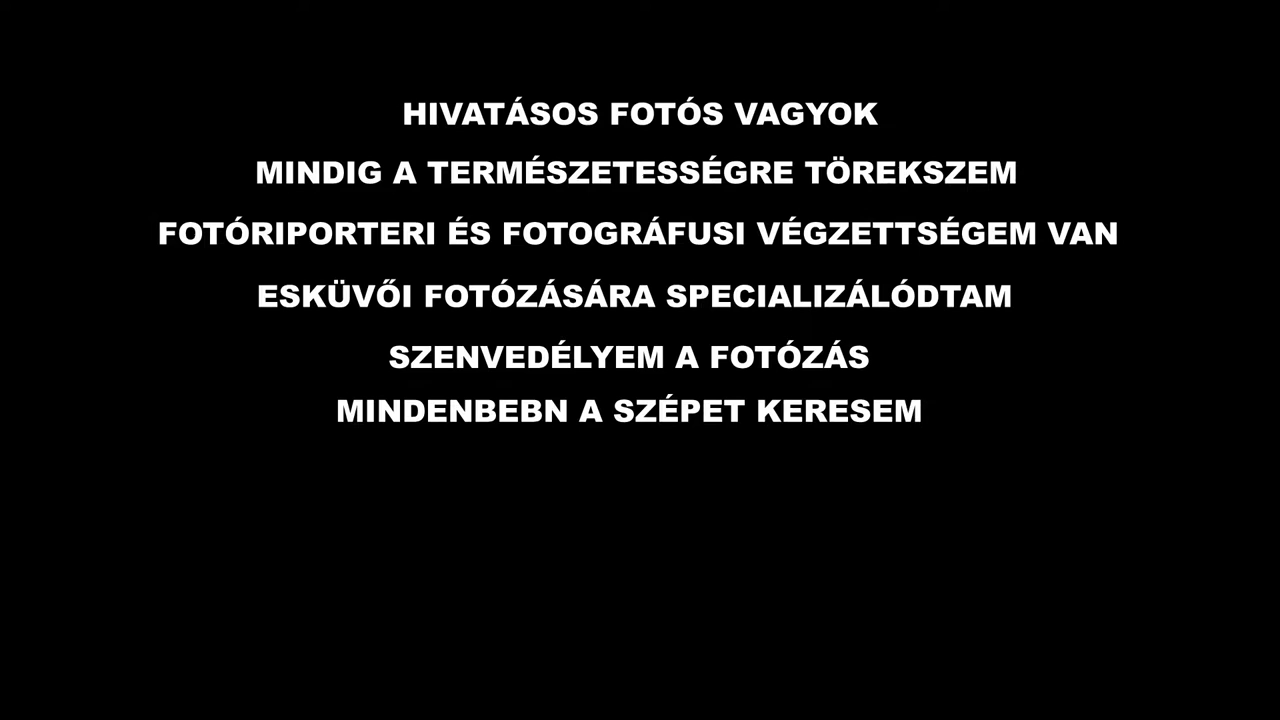 HIVATÁSOS FOTÓS VAGYOK
MINDIG A TERMÉSZETESSÉGRE TÖREKSZEM
FOTÓRIPORTERI ÉS FOTOGRÁFUSI VÉGZETTSÉGEM VAN
ESKÜVŐI FOTÓZÁSÁRA SPECIALIZÁLÓDTAM
SZENVEDÉLYEM A FOTÓZÁS
MINDENBEBN A SZÉPET KERESEM